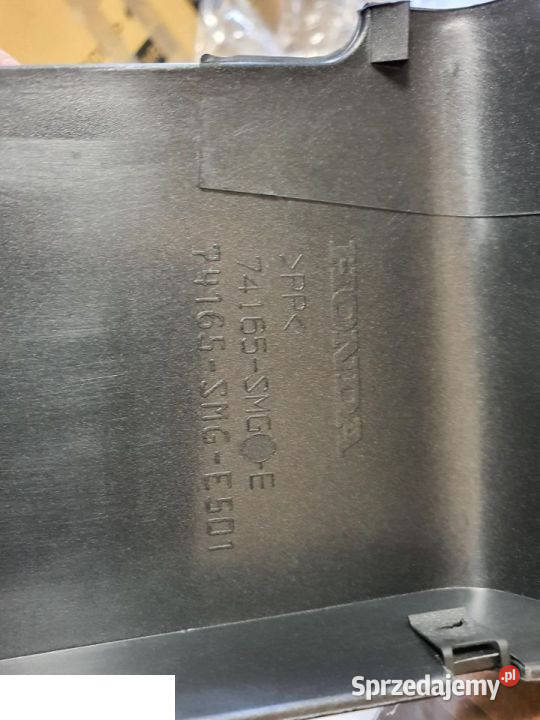 HONDA
>PP<
74165-SMG-E
74165-SMG-E501
Sprzedajemy.pl